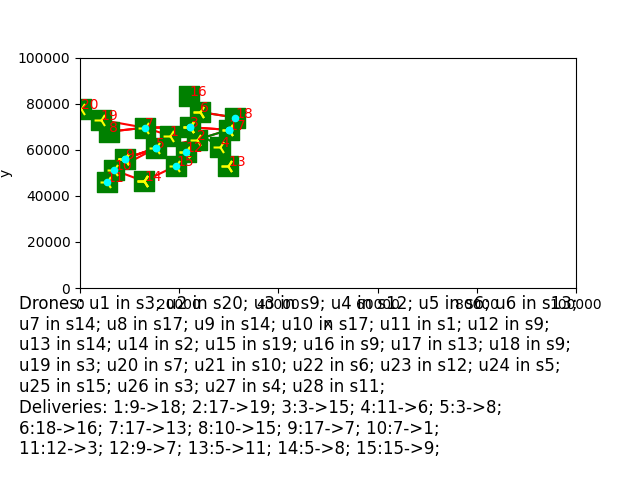 100000
80000
60000
40000
20000
0
y
16
18
20
9
13
14
0 20000 40000 60000 80000 100000
x
Drones: u1 in s3; u2 in s20; u3 in s9; u4 in s12; u5 in s6; u6 in s13;
u7 in s14; u8 in s17; u9 in s14; u10 in s17; u11 in s1; u12 in s9;
u13 in s14; u14 in s2; u15 in s19; u16 in s9; u17 in s13; u18 in s9;
u19 in s3; u20 in s7; u21 in s10; u22 in s6; u23 in s12; u24 in s5;
u25 in s15; u26 in s3; u27 in s4; u28 in s11;
Deliveries: 1:9->18; 2:17->19; 3:3->15; 4:11->6; 5:3->8;
6:18->16; 7:17->13; 8:10->15; 9:17->7; 10:7->1;
11:12->3; 12:9->7; 13:5->11; 14:5->8; 15:15->9;